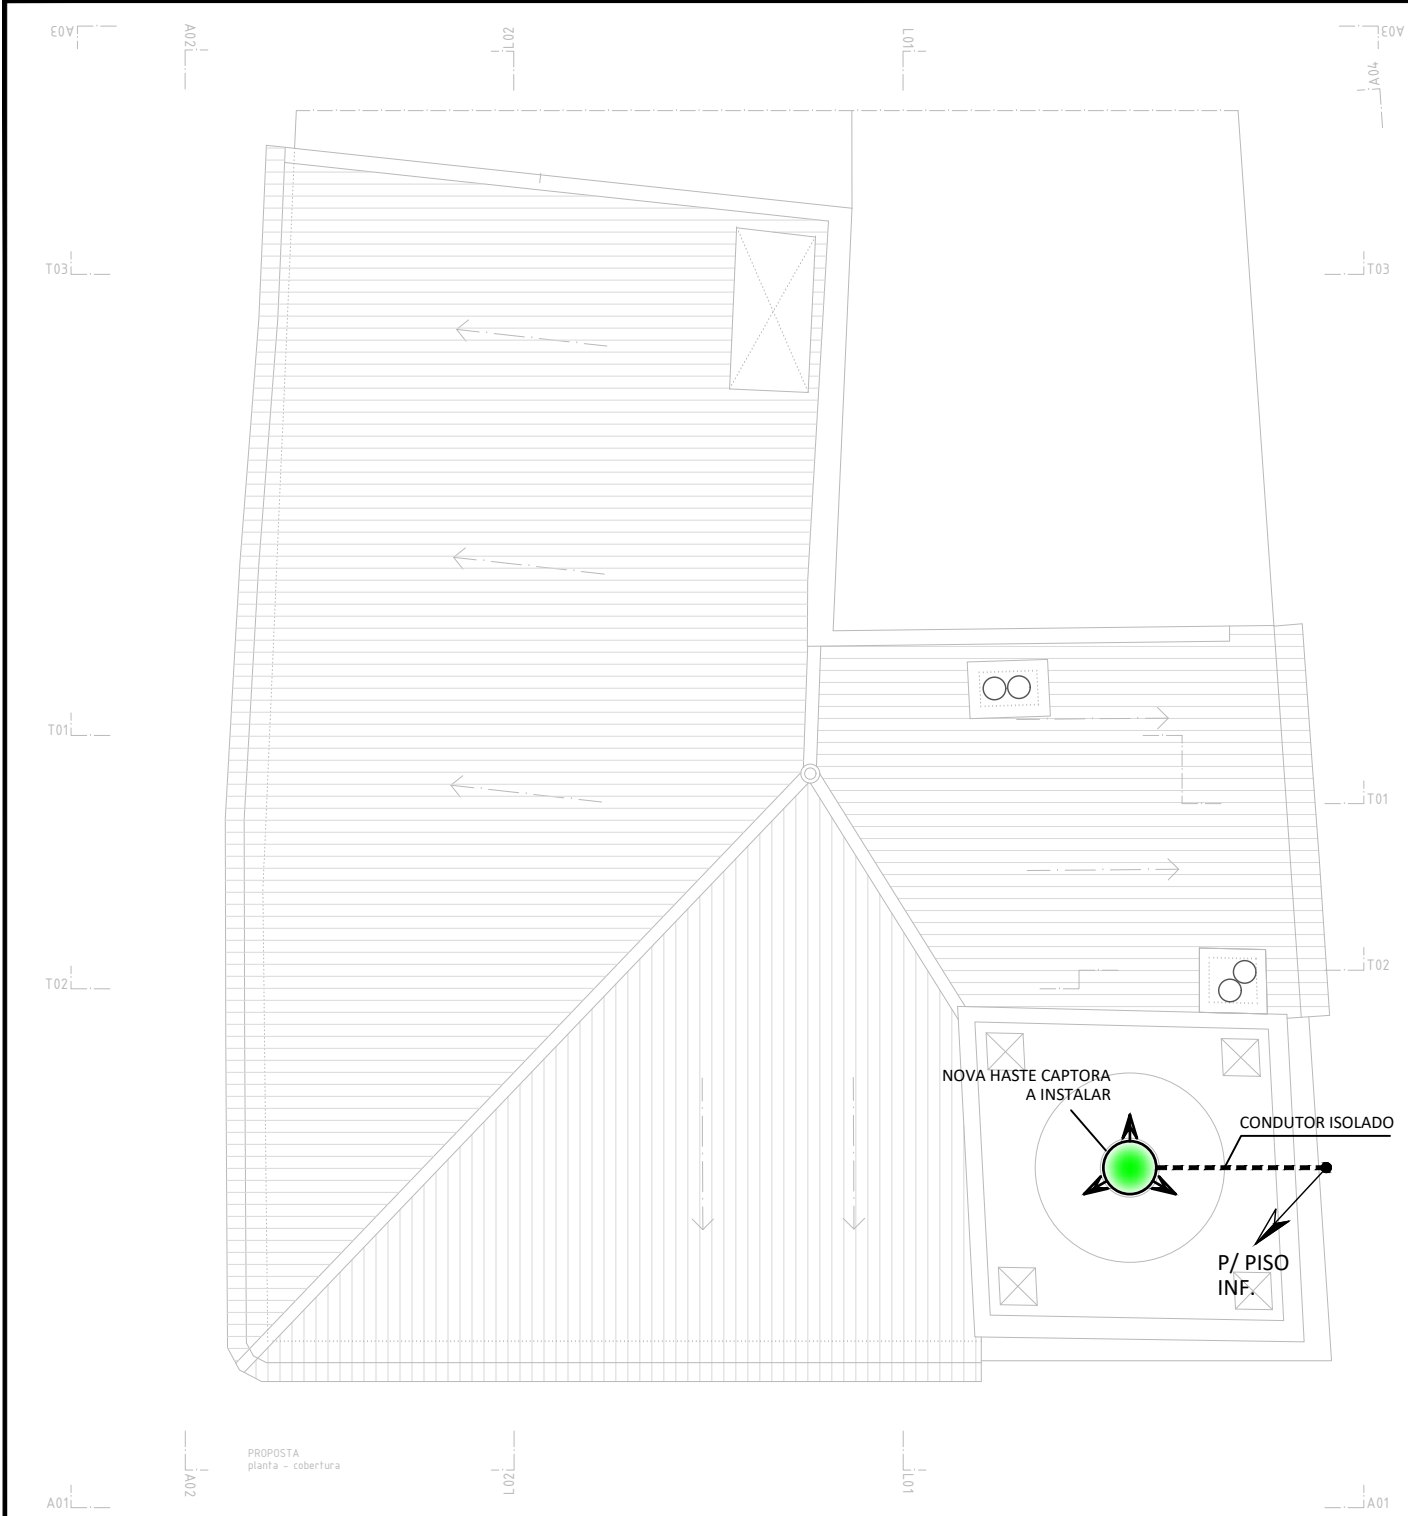 A03
A02
L02
L01
A03
A04
T03
T03
T01
T01
T02
T02
NOVA HASTE CAPTORA
A INSTALAR
CONDUTOR ISOLADO
P/ PISO
INF.
PROPOSTA
planta - cobertura
A02
L02
L01
A01
A01